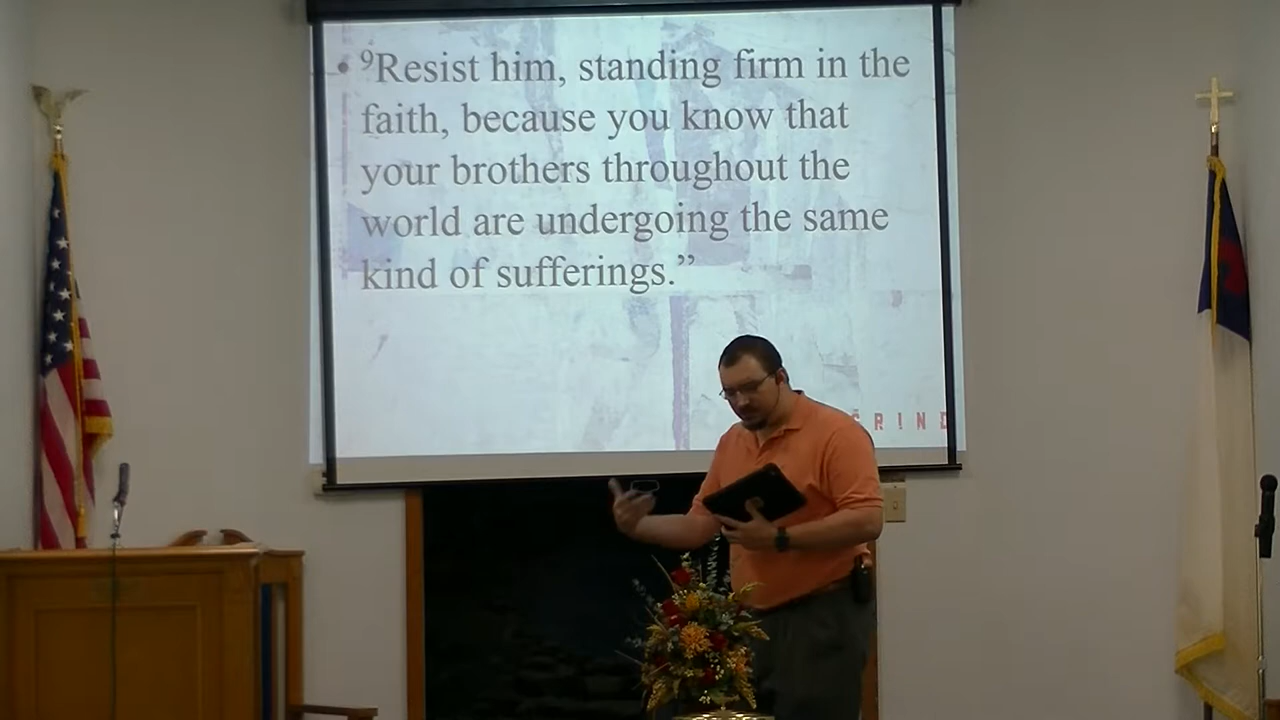 • ⁹Resist him, standing firm in the
faith, because you know that
your brothers throughout the
world are undergoing the same
kind of sufferings.”
GRIND